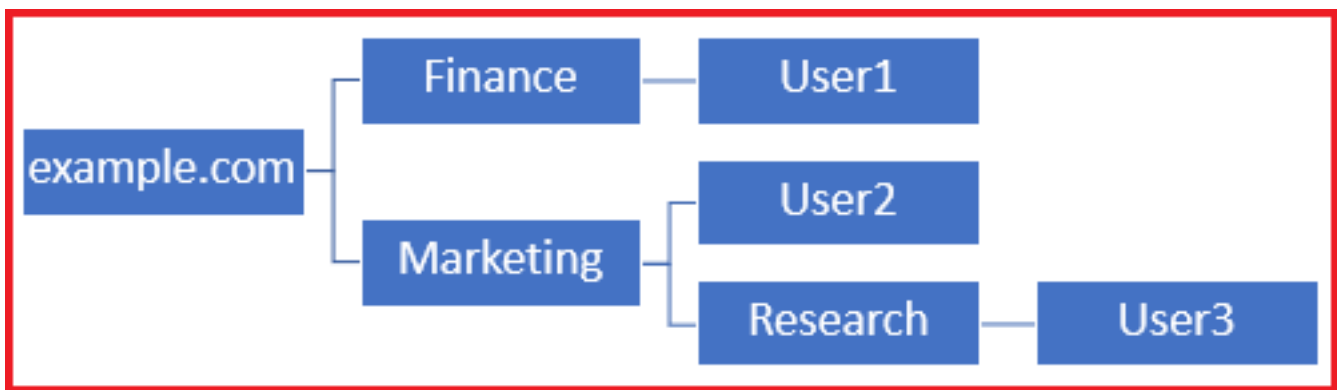 example.com
Finance
User1
Marketing
User2
Research
User3